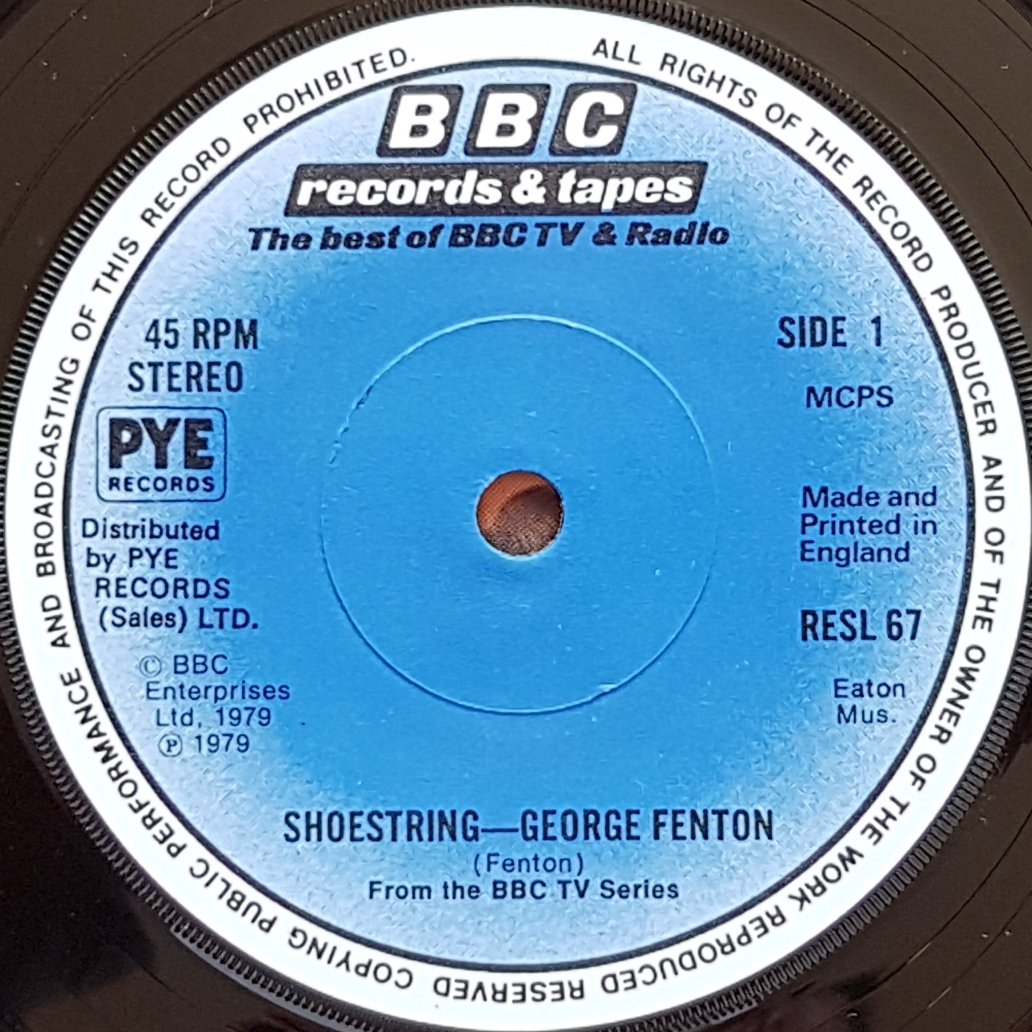 ALL RIGHTS OF THE RECORD PRODUCER AND OF THE OWNER OF THE WORK REPRODUCED RESERVED COPYING PUBLIC PERFORMANCE AND BROADCASTING OF THIS RECORD PROHIBITED.
BBC
records & tapes
The best of BBC TV & Radio
45 RPM
STEREO
PYE
RECORDS
Distributed
by PYE
RECORDS
(Sales) LTD.
© BBC
Enterprises
Ltd, 1979
℗ 1979
SIDE 1
MCPS
Made and
Printed in
England
RESL 67
Eaton
Mus.
SHOESTRING—GEORGE FENTON
(Fenton)
From the BBC TV Series